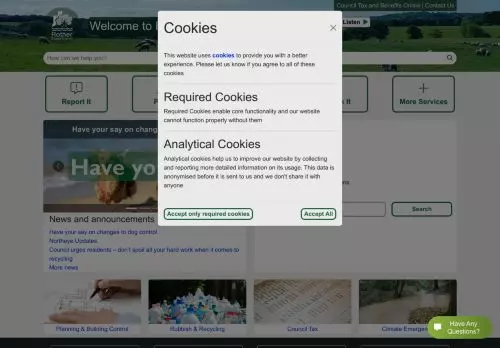 Council Tax and Benefits Online | Contact Us
Rother
Welcome to
Listen
How can we help you?
Report It
More Services
Cookies
This website uses cookies to provide you with a better
experience. Please let us know if you agree to all of these
cookies
Required Cookies
Required Cookies enable core functionality and our website
cannot function properly without them
Analytical Cookies
Analytical cookies help us to improve our website by collecting
and reporting more detailed information on its usage. This data is
anonymised before it is sent to us and we don't share it with
anyone
Accept only required cookies
Accept All
Have your say on
Have yo
Search
News and announcements
Have your say on changes to dog control
Northeye Updates
Council urges residents – don't spoil all your hard work when it comes to
recycling
More news
Planning & Building Control
Rubbish & Recycling
Council Tax
Climate
Have Any
Questions?